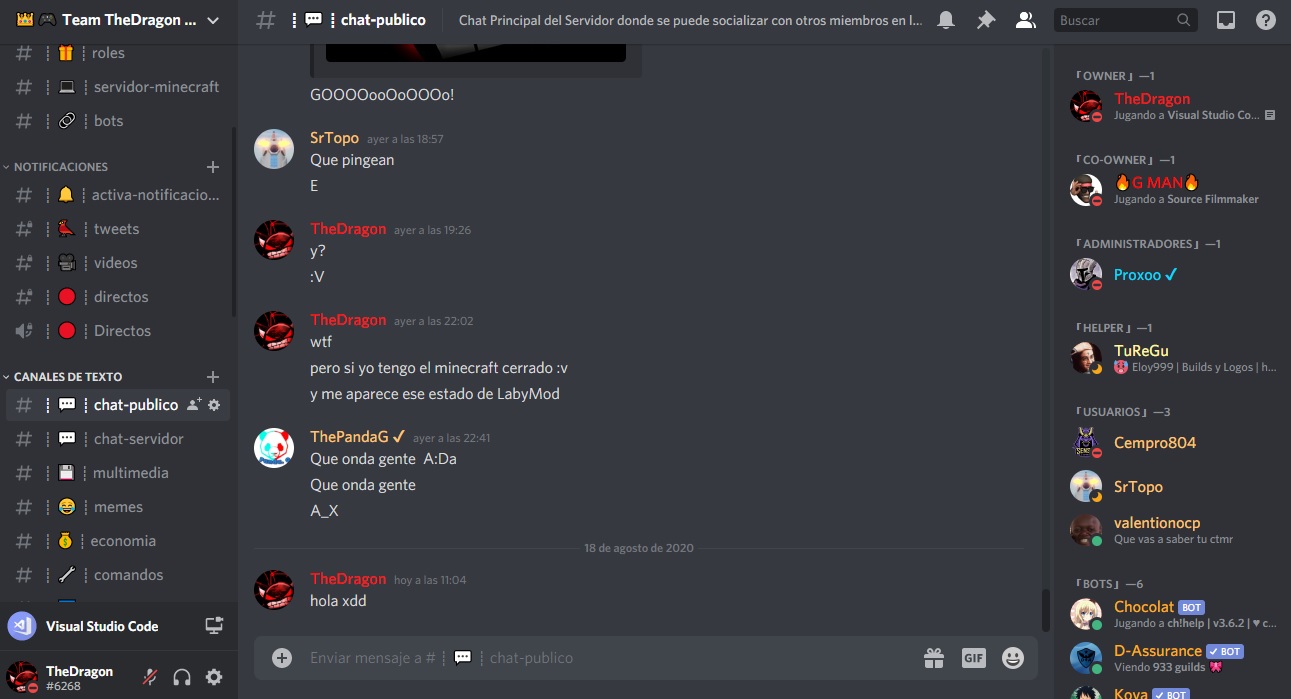 Team TheDragon ...
roles
servidor-minecraft
bots
NOTIFICACIONES
activa-notificacio...
tweets
videos
directos
Directos
CANALES DE TEXTO
chat-publico
chat-servidor
multimedia
memes
economia
comandos
Visual Studio Code
TheDragon
#6268
chat-publico
Chat Principal del Servidor donde se puede socializar con otros miembros en l...
Buscar
GOOOOooOoOOOo!
SrTopo ayer a las 18:57
Que pingean
E
TheDragon ayer a las 19:26
y?
:V
TheDragon ayer a las 22:02
wtf
pero si yo tengo el minecraft cerrado :v
y me aparece ese estado de LabyMod
ThePandaG ✓ ayer a las 22:41
Que onda gente A:Da
Que onda gente
A_X
18 de agosto de 2020
TheDragon hoy a las 11:04
hola xdd
Enviar mensaje a # ┊ 💬 ┊ chat-publico
GIF
「OWNER」—1
TheDragon
Jugando a Visual Studio Co...
「CO-OWNER」—1
🔥G MAN🔥
Jugando a Source Filmmaker
「ADMINISTRADORES」—1
Proxoo ✓
「HELPER」—1
TuReGu
Eloy999 | Builds y Logos | h...
「USUARIOS」—3
Cempro804
SrTopo
valentionocp
Que vas a saber tu ctmr
「BOTS」—6
Chocolat BOT
Jugando a ch!help | v3.6.2 | ♥ c...
D-Assurance ✓ BOT
Viendo 933 guilds 🎀
Koya ✓ BOT